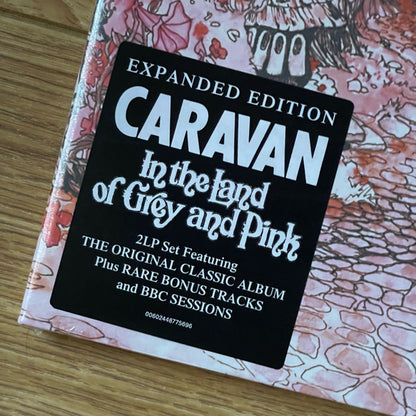 EXPANDED EDITION
CARAVAN
In the Land
of Grey and Pink
2LP Set Featuring
THE ORIGINAL CLASSIC ALBUM
Plus RARE BONUS TRACKS
and BBC SESSIONS
00602448775696